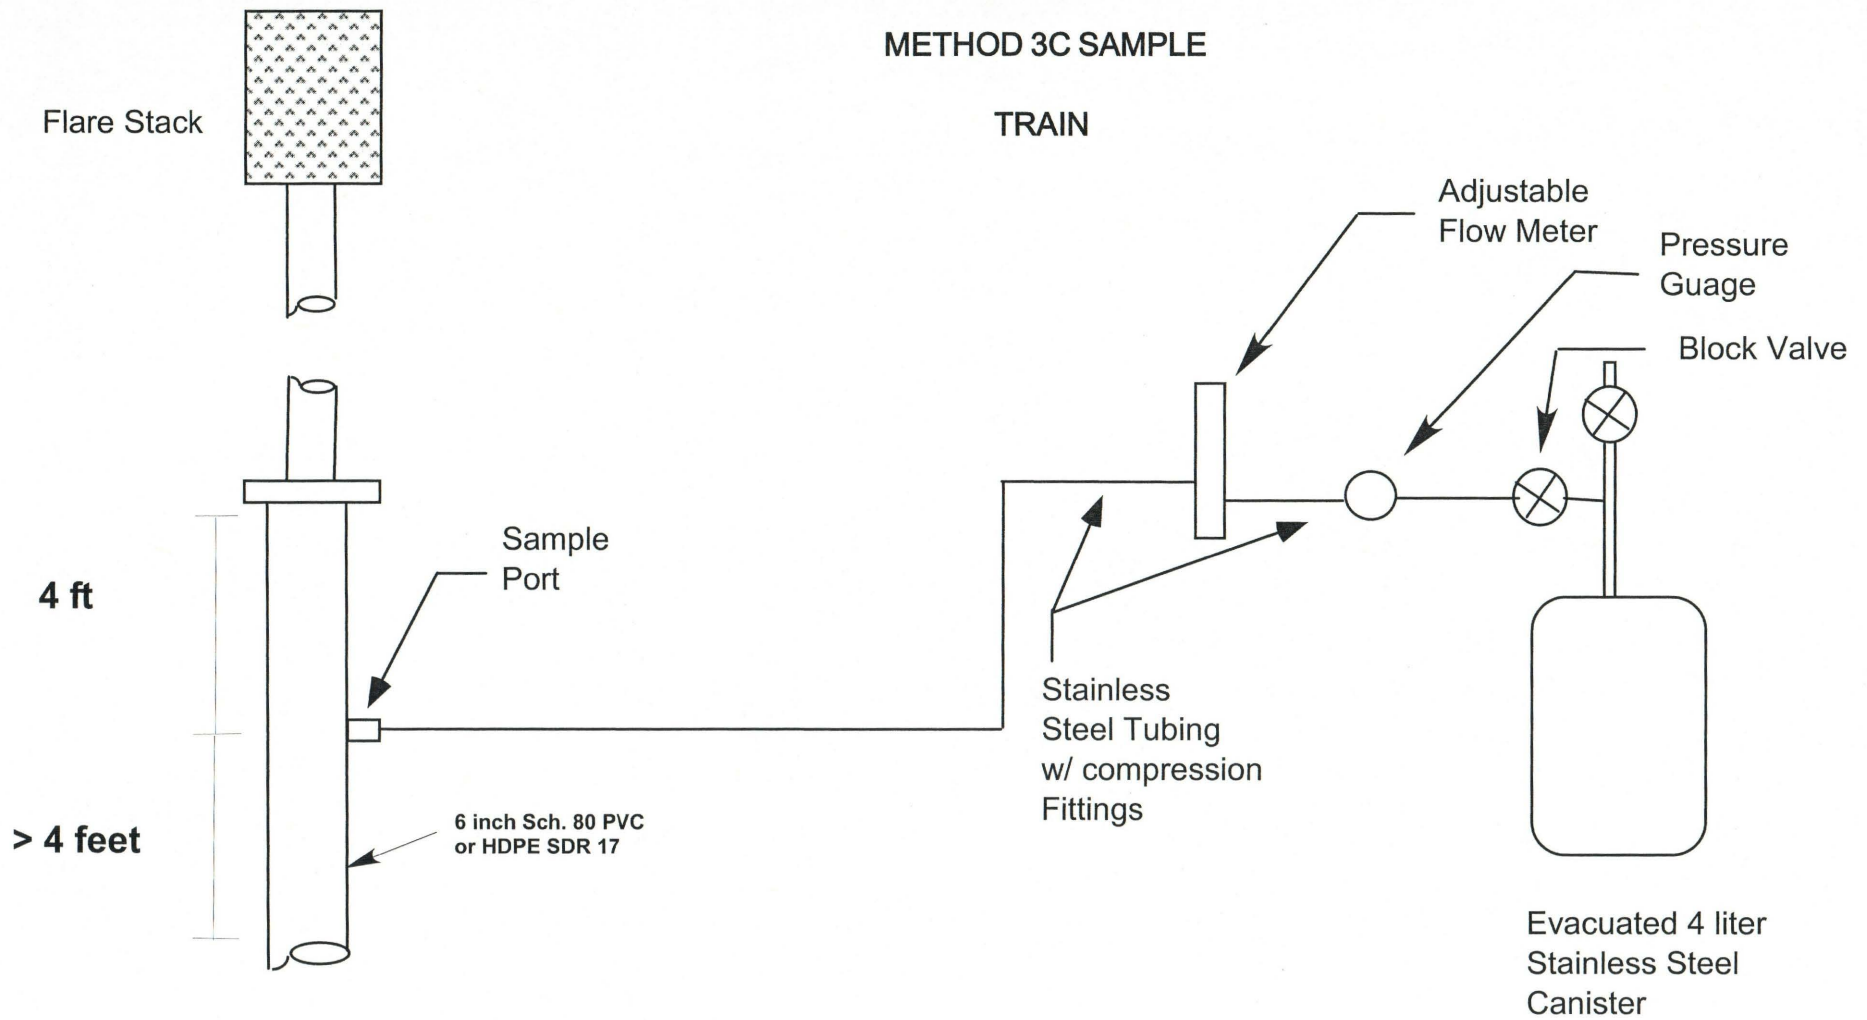 METHOD 3C SAMPLE
TRAIN
Flare Stack
Adjustable
Flow Meter
Pressure
Guage
Block Valve
Sample
Port
4 ft
Stainless
Steel Tubing
w/ compression
Fittings
> 4 feet
6 inch Sch. 80 PVC
or HDPE SDR 17
Evacuated 4 liter
Stainless Steel
Canister